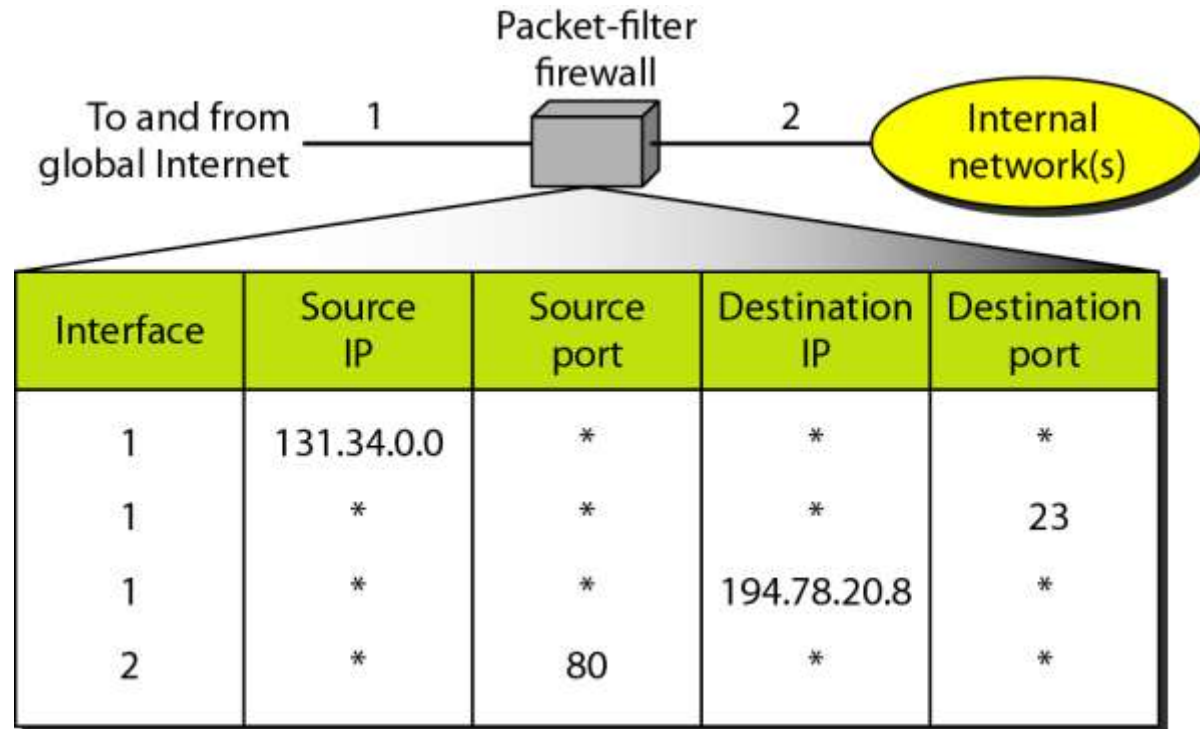 Packet-filter
firewall
To and from
global Internet
1
2
Internal
network(s)
Interface
Source
IP
Source
port
Destination
IP
Destination
port
1 131.34.0.0 * * *
1 * * * 23
1 * * 194.78.20.8 *
2 * 80 * *